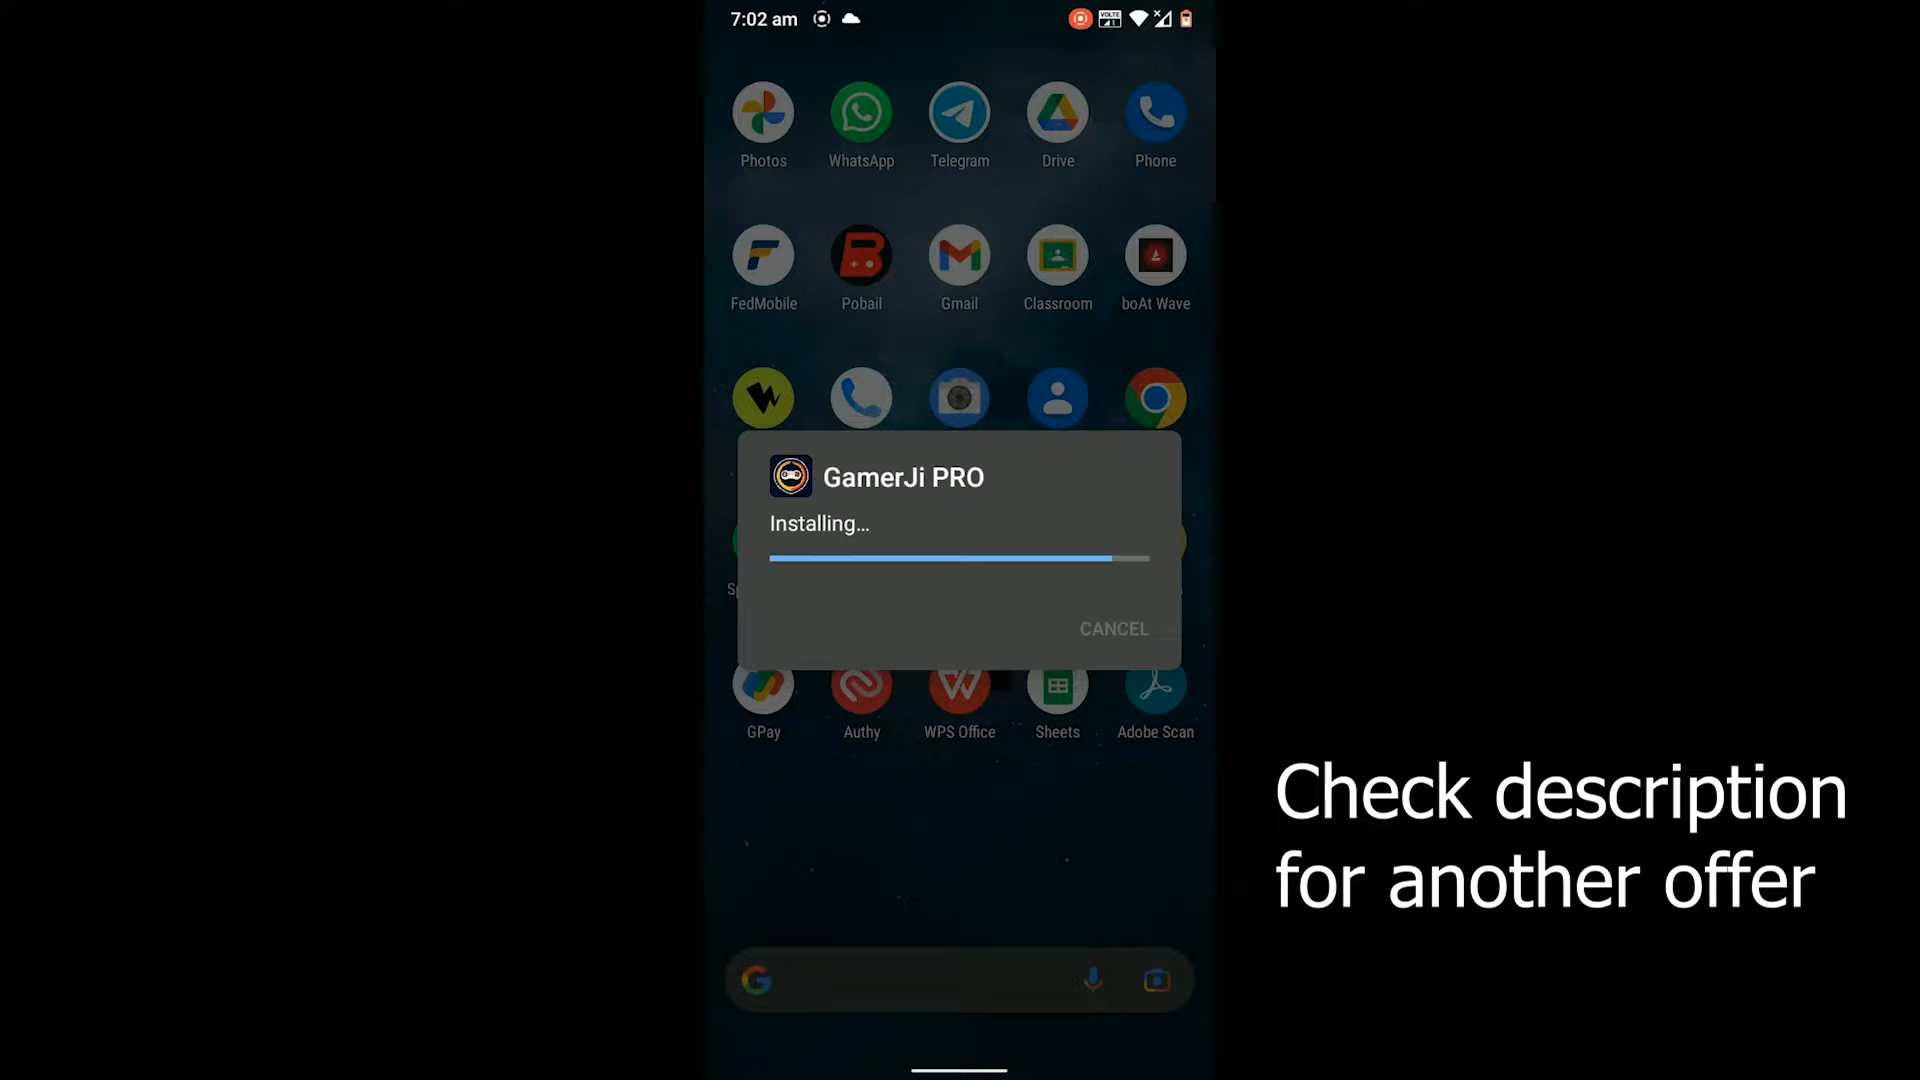 7:02 am
VOLTE
Photos WhatsApp Telegram Drive Phone
FedMobile Pobail Gmail Classroom boAt Wave
GamerJi PRO
Installing...
CANCEL
GPay Authy WPS Office Sheets Adobe Scan
Check description
for another offer